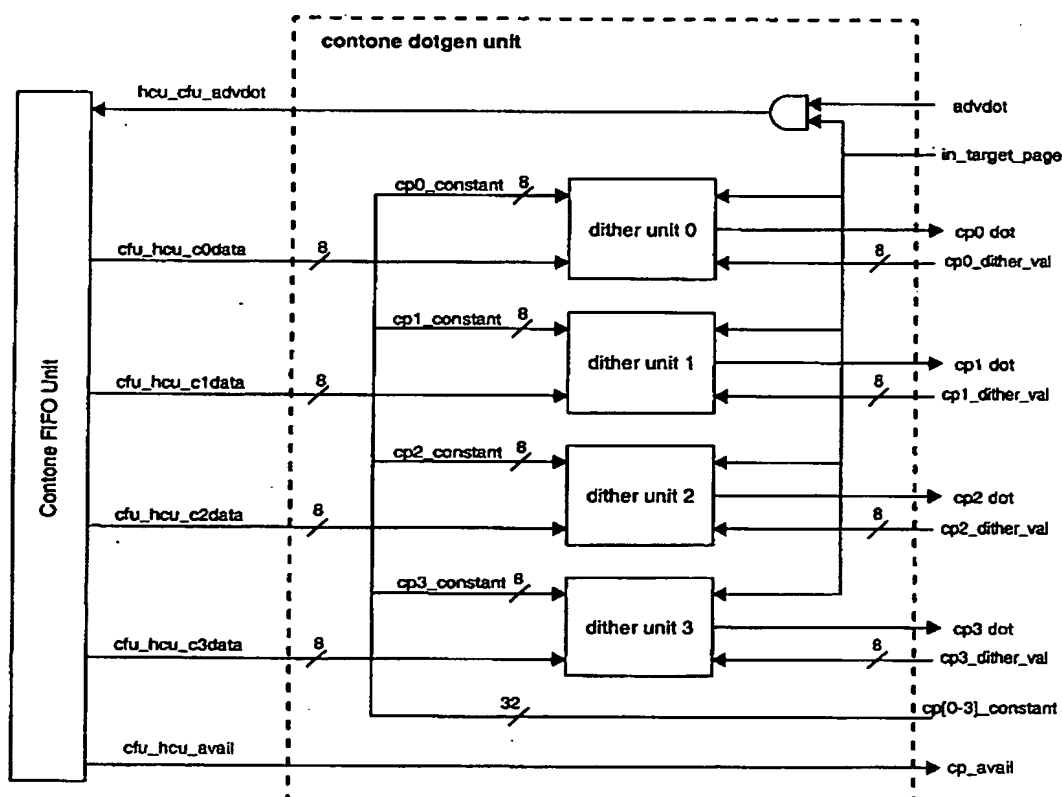 contone dotgen unit
hcu_cfu_advdot
advdot
in_target_page
cp0_constant 8
dither unit 0
cp0 dot
cfu_hcu_c0data 8
8 cp0_dither_val
cp1_constant 8
dither unit 1
cp1 dot
cfu_hcu_c1data 8
8 cp1_dither_val
Contone FIFO Unit
cp2_constant 8
dither unit 2
cp2 dot
cfu_hcu_c2data 8
8 cp2_dither_val
cp3_constant 8
dither unit 3
cp3 dot
cfu_hcu_c3data 8
8 cp3_dither_val
32 cp[0-3]_constant
cfu_hcu_avail
cp_avail